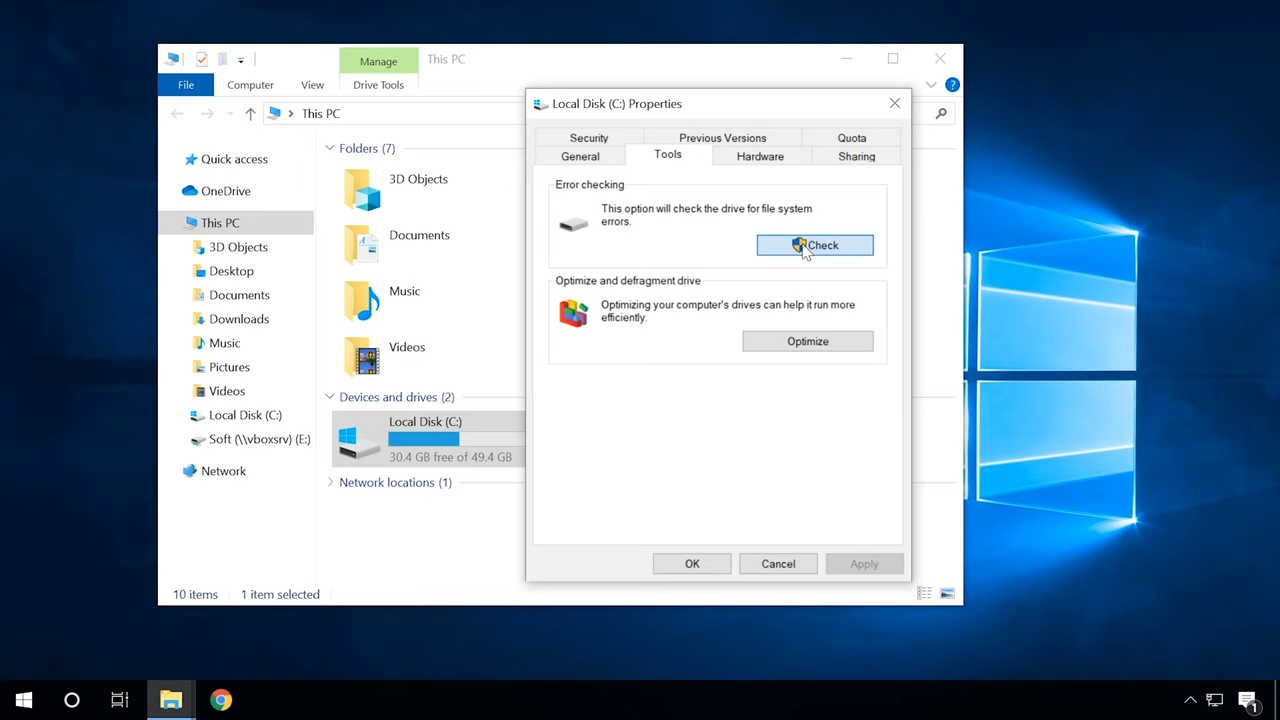 Manage
This PC
File
Computer
View
Drive Tools
?
This PC
Quick access
OneDrive
This PC
3D Objects
Desktop
Documents
Downloads
Music
Pictures
Videos
Local Disk (C:)
Soft (\\vboxsrv) (E:)
Network
Folders (7)
3D Objects
Documents
Music
Videos
Devices and drives (2)
Local Disk (C:)
30.4 GB free of 49.4 GB
Network locations (1)
10 items
1 item selected
Local Disk (C:) Properties
Security
Previous Versions
Quota
General
Tools
Hardware
Sharing
Error checking
This option will check the drive for file system
errors.
Check
Optimize and defragment drive
Optimizing your computer's drives can help it run more
efficiently.
Optimize
OK
Cancel
Apply
1